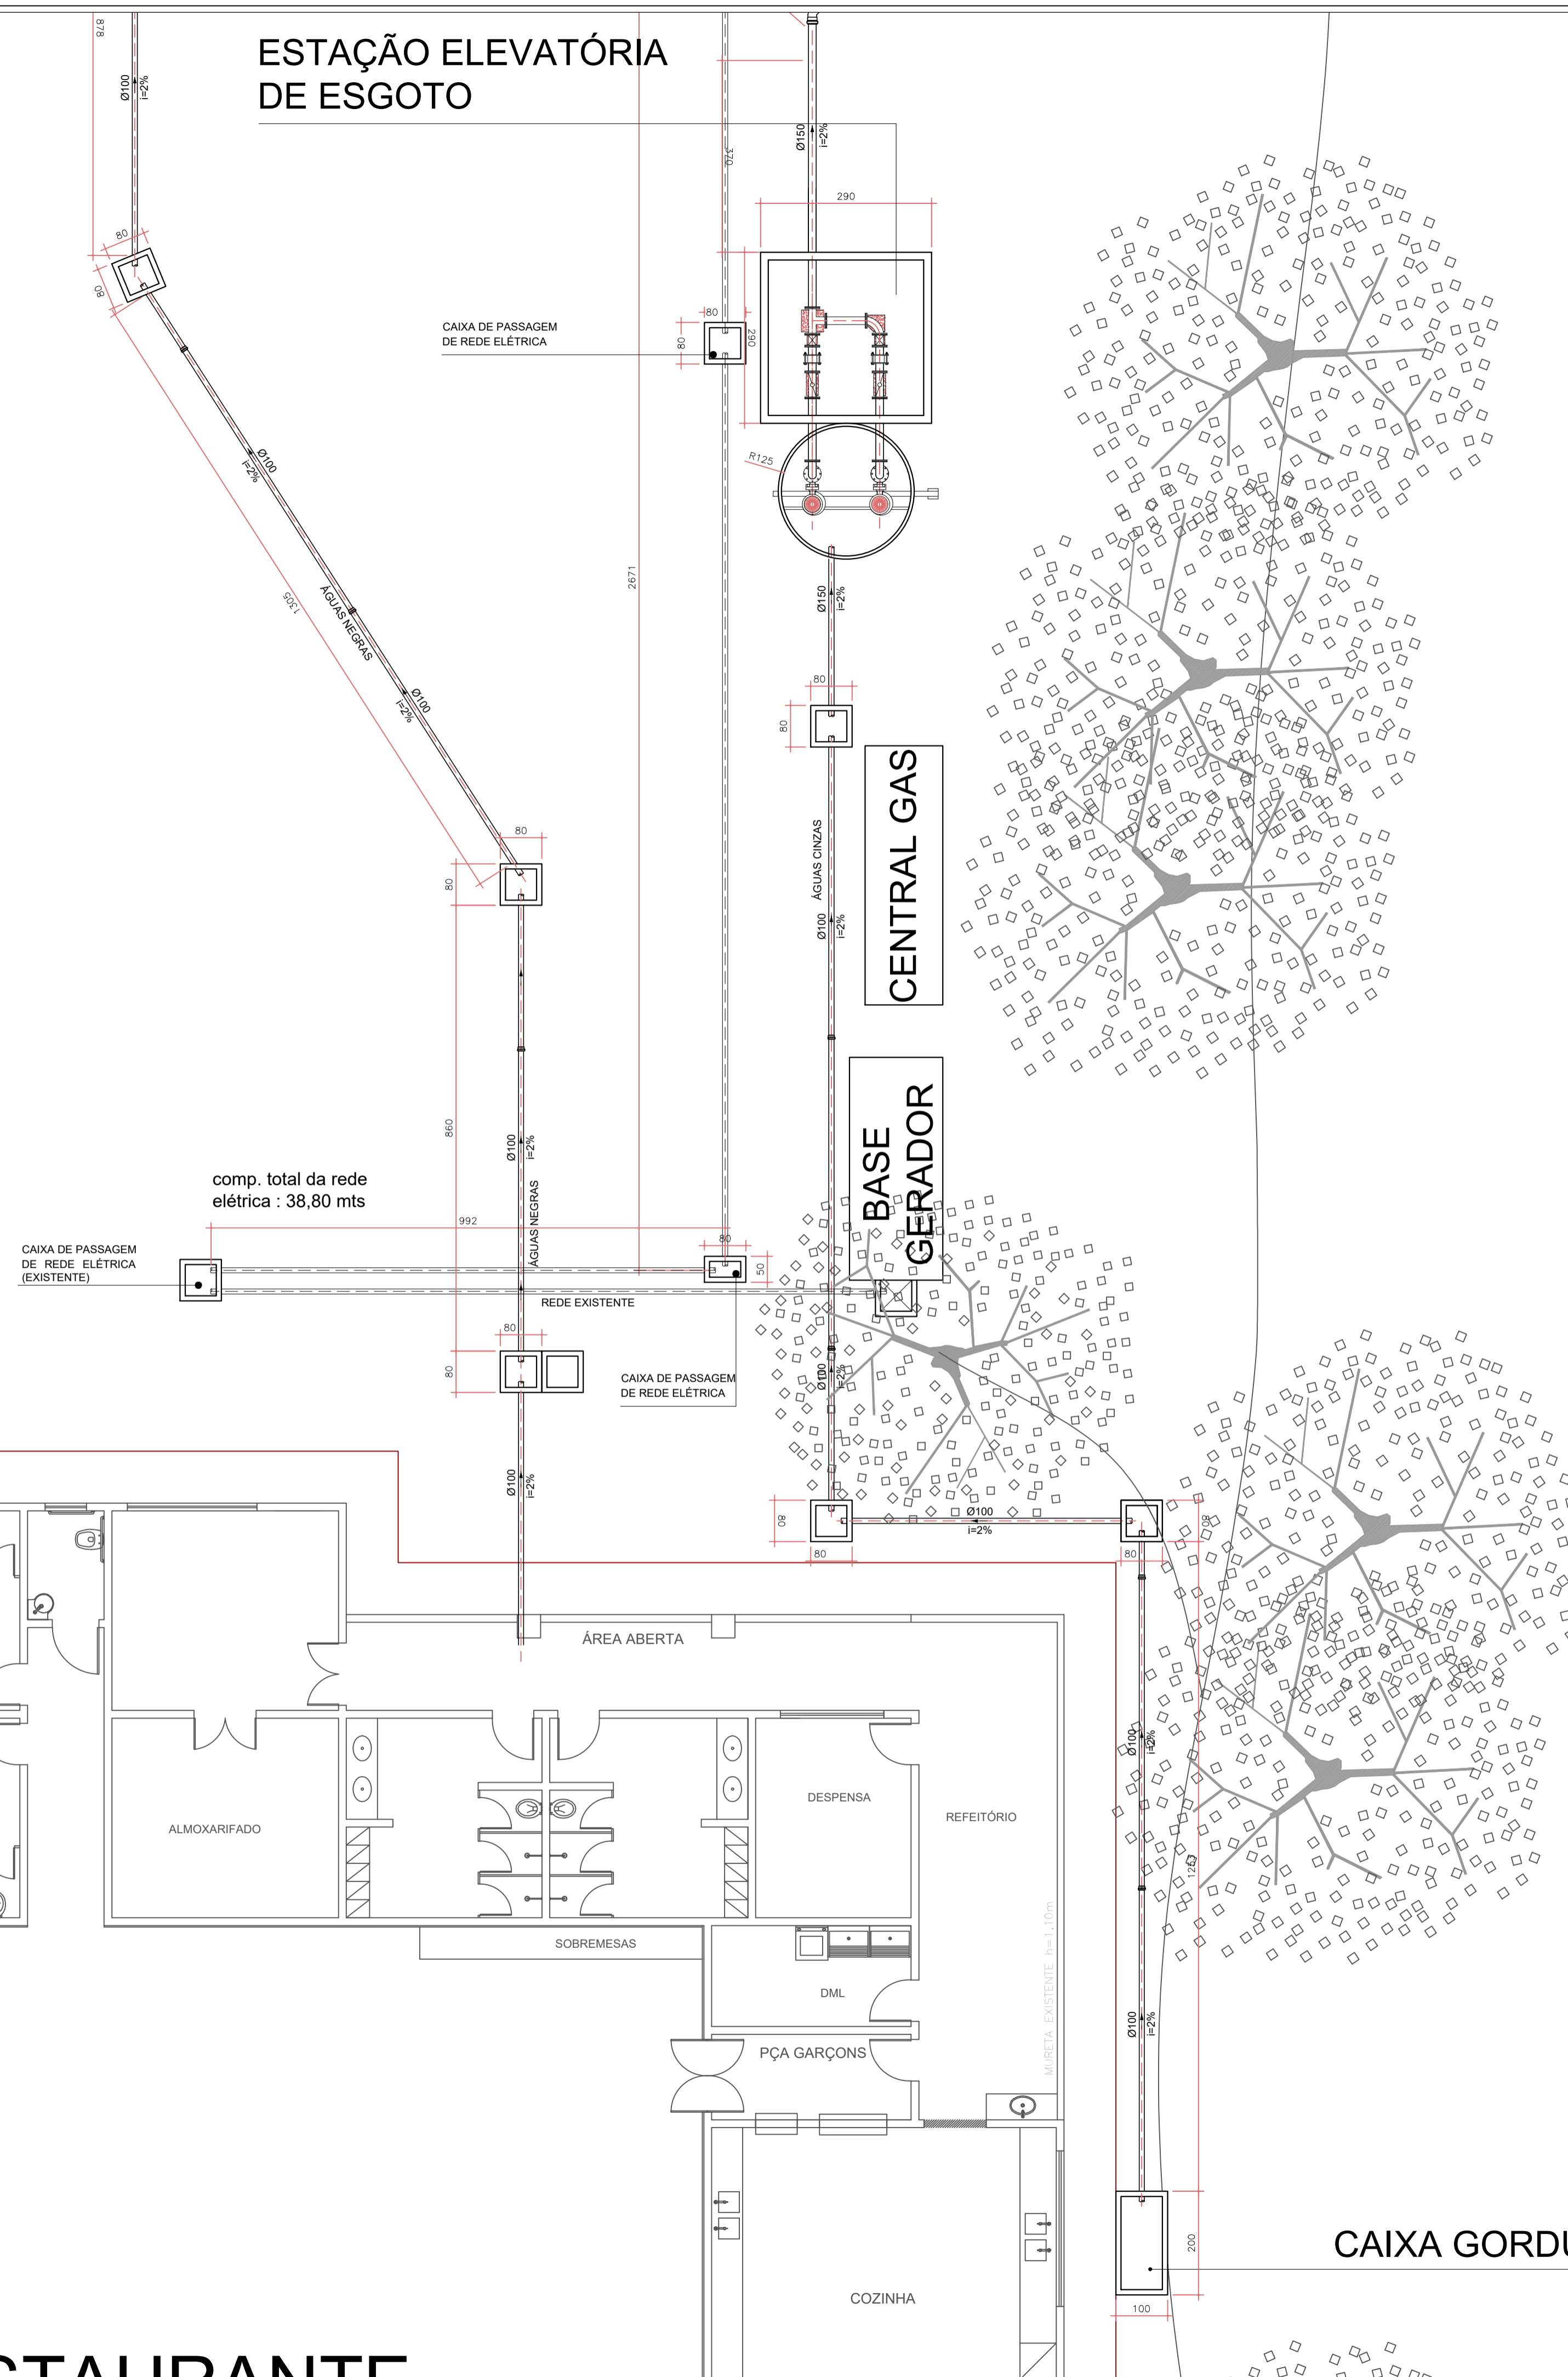 878
Ø100
i=2%
ESTAÇÃO ELEVATÓRIA
DE ESGOTO
370
Ø150
i=2%
290
80
80
CAIXA DE PASSAGEM
DE REDE ELÉTRICA
80
80
290
R125
Ø100
i=2%
1305
ÁGUAS NEGRAS
Ø100
i=2%
2671
Ø150
i=2%
80
80
CENTRAL GAS
ÁGUAS CINZAS
Ø100
i=2%
80
80
860
Ø100
i=2%
ÁGUAS NEGRAS
BASE
GERADOR
comp. total da rede
elétrica : 38,80 mts
992
80
50
CAIXA DE PASSAGEM
DE REDE ELÉTRICA
(EXISTENTE)
REDE EXISTENTE
80
80
CAIXA DE PASSAGEM
DE REDE ELÉTRICA
Ø100
i=2%
Ø100
i=2%
80
80
Ø100
i=2%
80
80
ÁREA ABERTA
Ø100
i=2%
ALMOXARIFADO
DESPENSA
REFEITÓRIO
1253
SOBREMESAS
DML
MURETA EXISTENTE h=1,10m
PÇA GARÇONS
Ø100
i=2%
200
CAIXA GORDU
100
COZINHA
STAURANTE